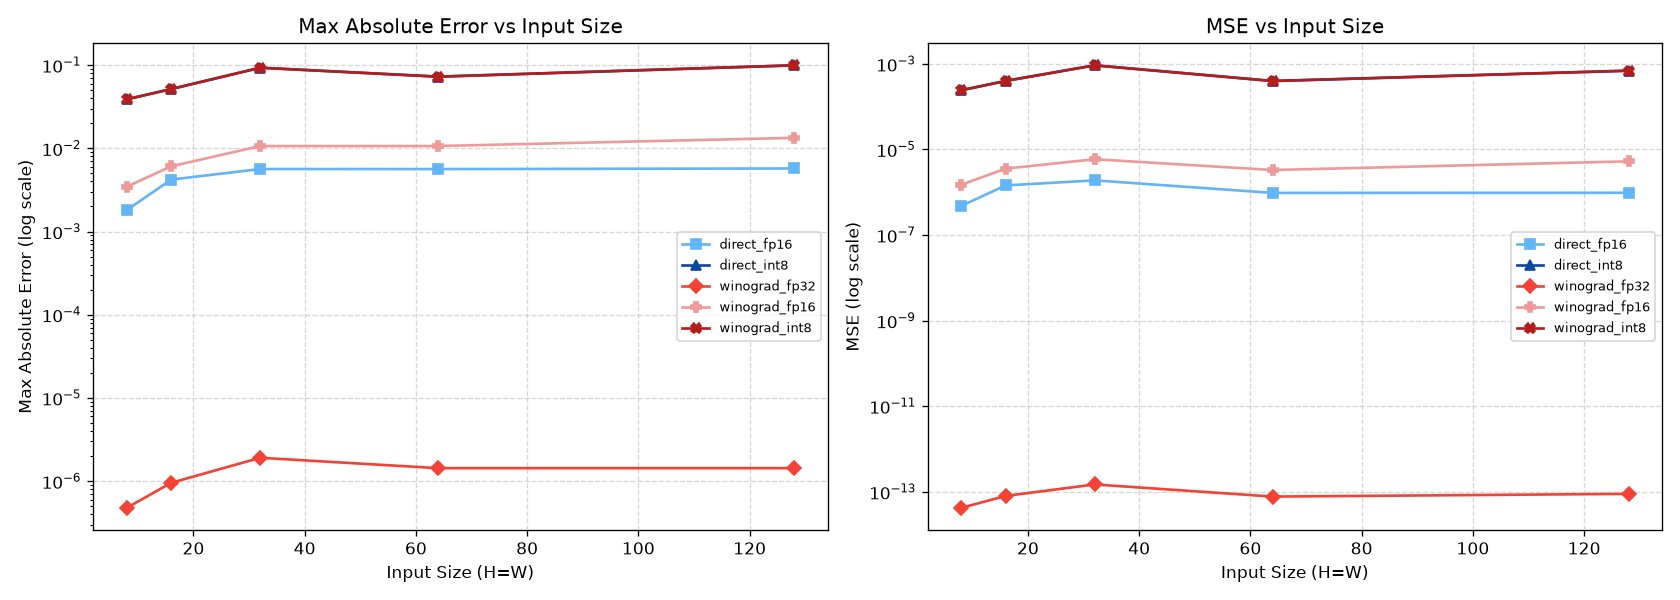 Max Absolute Error vs Input Size
Max Absolute Error (log scale)
10⁻¹
10⁻²
10⁻³
10⁻⁴
10⁻⁵
10⁻⁶
direct_fp16
direct_int8
winograd_fp32
winograd_fp16
winograd_int8
20 40 60 80 100 120
Input Size (H=W)
MSE vs Input Size
MSE (log scale)
10⁻³
10⁻⁵
10⁻⁷
10⁻⁹
10⁻¹¹
10⁻¹³
direct_fp16
direct_int8
winograd_fp32
winograd_fp16
winograd_int8
20 40 60 80 100 120
Input Size (H=W)